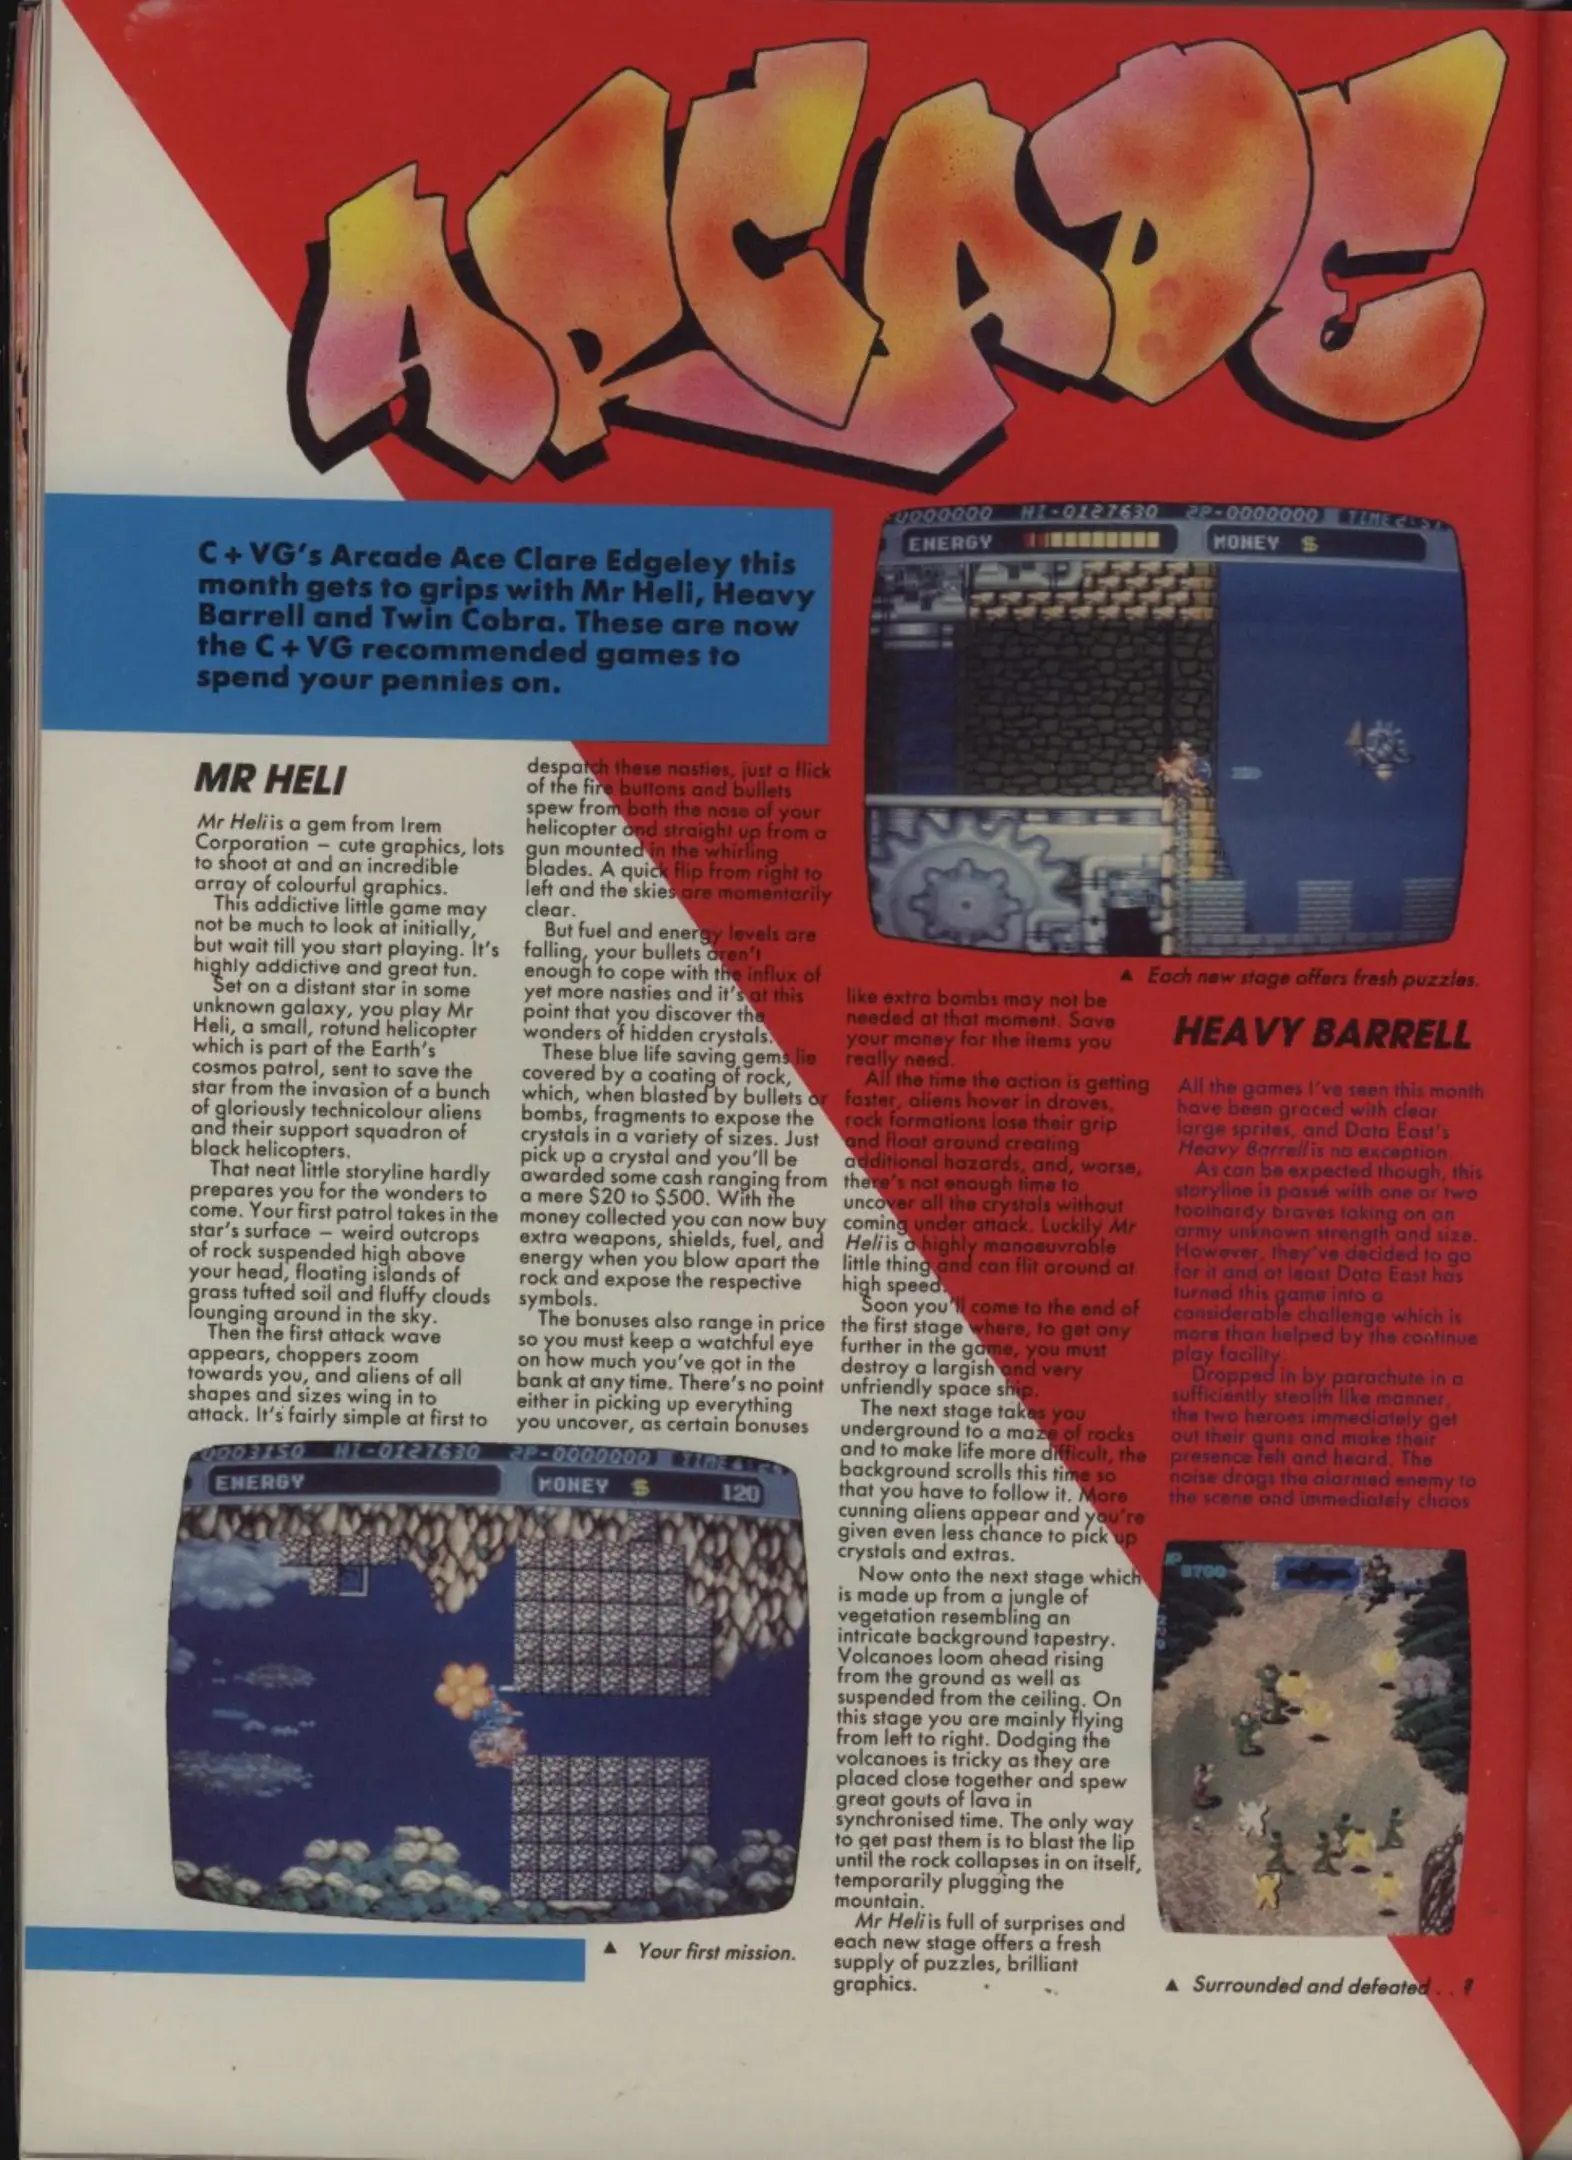 ARCADE
C + VG's Arcade Ace Clare Edgeley this
month gets to grips with Mr Heli, Heavy
Barrell and Twin Cobra. These are now
the C + VG recommended games to
spend your pennies on.
MR HELI
Mr Heli is a gem from Irem
Corporation – cute graphics, lots
to shoot at and an incredible
array of colourful graphics.
This addictive little game may
not be much to look at initially,
but wait till you start playing. It's
highly addictive and great fun.
Set on a distant star in some
unknown galaxy, you play Mr
Heli, a small, rotund helicopter
which is part of the Earth's
cosmos patrol, sent to save the
star from the invasion of a bunch
of gloriously technicolour aliens
and their support squadron of
black helicopters.
That neat little storyline hardly
prepares you for the wonders to
come. Your first patrol takes in the
star's surface – weird outcrops
of rock suspended high above
your head, floating islands of
grass tufted soil and fluffy clouds
lounging around in the sky.
Then the first attack wave
appears, choppers zoom
towards you, and aliens of all
shapes and sizes wing in to
attack. It's fairly simple at first to
despatch these nasties, just a flick
of the fire buttons and bullets
spew from both the nose of your
helicopter and straight up from a
gun mounted in the whirling
blades. A quick flip from right to
left and the skies are momentarily
clear.
But fuel and energy levels are
falling, your bullets aren't
enough to cope with the influx of
yet more nasties and it's at this
point that you discover the
wonders of hidden crystals.
These blue life saving gems lie
covered by a coating of rock,
which, when blasted by bullets or
bombs, fragments to expose the
crystals in a variety of sizes. Just
pick up a crystal and you'll be
awarded some cash ranging from
a mere $20 to $500. With the
money collected you can now buy
extra weapons, shields, fuel, and
energy when you blow apart the
rock and expose the respective
symbols.
The bonuses also range in price
so you must keep a watchful eye
on how much you've got in the
bank at any time. There's no point
either in picking up everything
you uncover, as certain bonuses
0003150 HI-0127630 2P-0000000 TIME
ENERGY MONEY $ 120
▲ Your first mission.
0000000 HI-0127630 2P-0000000 TIME 2:51
ENERGY MONEY $
▲ Each new stage offers fresh puzzles.
like extra bombs may not be
needed at that moment. Save
your money for the items you
really need.
All the time the action is getting
faster, aliens hover in droves,
rock formations lose their grip
and float around creating
additional hazards, and, worse,
there's not enough time to
uncover all the crystals without
coming under attack. Luckily Mr
Heli is a highly manoeuvrable
little thing and can flit around at
high speed.
Soon you'll come to the end of
the first stage where, to get any
further in the game, you must
destroy a largish and very
unfriendly space ship.
The next stage takes you
underground to a maze of rocks
and to make life more difficult, the
background scrolls this time so
that you have to follow it. More
cunning aliens appear and you're
given even less chance to pick up
crystals and extras.
Now onto the next stage which
is made up from a jungle of
vegetation resembling an
intricate background tapestry.
Volcanoes loom ahead rising
from the ground as well as
suspended from the ceiling. On
this stage you are mainly flying
from left to right. Dodging the
volcanoes is tricky as they are
placed close together and spew
great gouts of lava in
synchronised time. The only way
to get past them is to blast the lip
until the rock collapses in on itself,
temporarily plugging the
mountain.
Mr Heli is full of surprises and
each new stage offers a fresh
supply of puzzles, brilliant
graphics.
HEAVY BARRELL
All the games I've seen this month
have been graced with clear
large sprites, and Data East's
Heavy Barrell is no exception.
As can be expected though, this
storyline is passé with one or two
foolhardy braves taking on an
army unknown strength and size.
However, they've decided to go
for it and at least Data East has
turned this game into a
considerable challenge which is
more than helped by the continue
play facility.
Dropped in by parachute in a
sufficiently stealth like manner,
the two heroes immediately get
out their guns and make their
presence felt and heard. The
noise drags the alarmed enemy to
the scene and immediately chaos
▲ Surrounded and defeated . . .